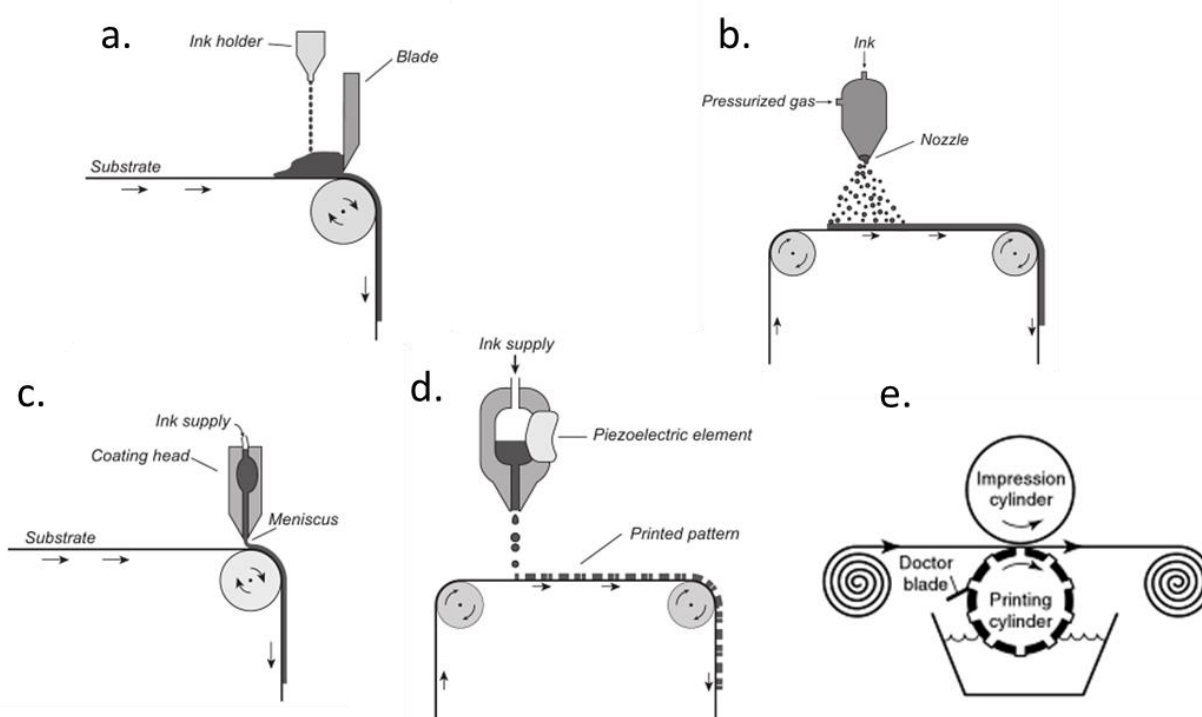 a.
Ink holder
Blade
Substrate
b.
Ink
Pressurized gas
Nozzle
c.
Ink supply
Coating head
Meniscus
Substrate
d.
Ink supply
Piezoelectric element
Printed pattern
e.
Impression
cylinder
Doctor
blade
Printing
cylinder